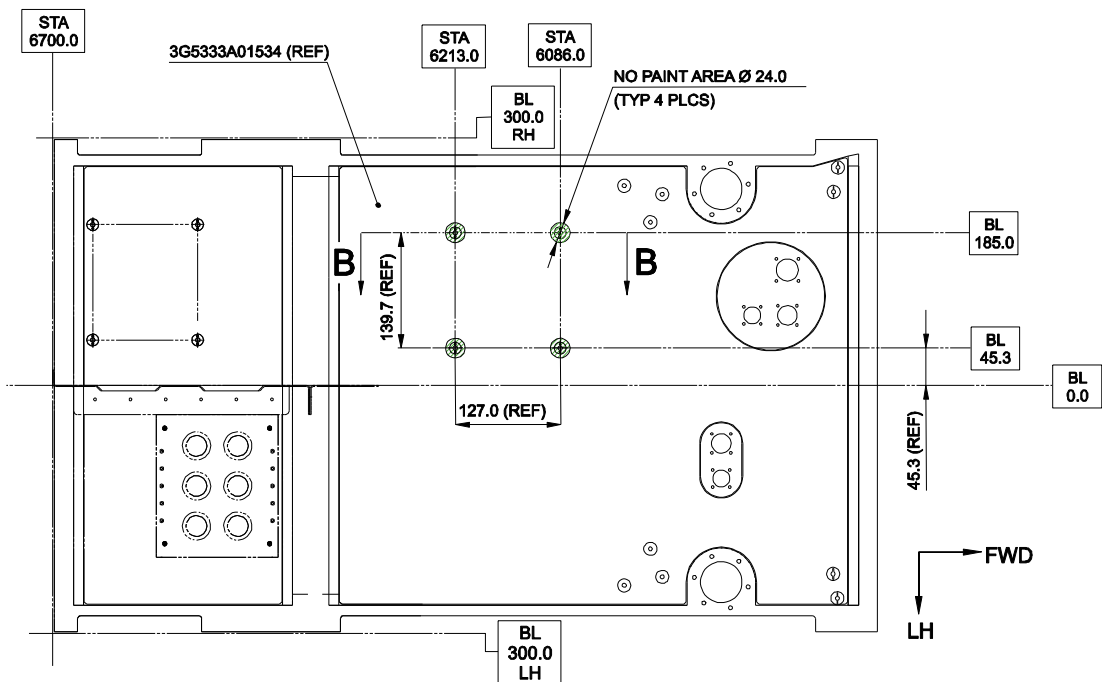 STA
6700.0
3G5333A01534 (REF)
STA
6213.0
STA
6086.0
NO PAINT AREA Ø 24.0
(TYP 4 PLCS)
BL
300.0
RH
BL
185.0
B
B
139.7 (REF)
BL
45.3
BL
0.0
127.0 (REF)
45.3 (REF)
FWD
LH
BL
300.0
LH